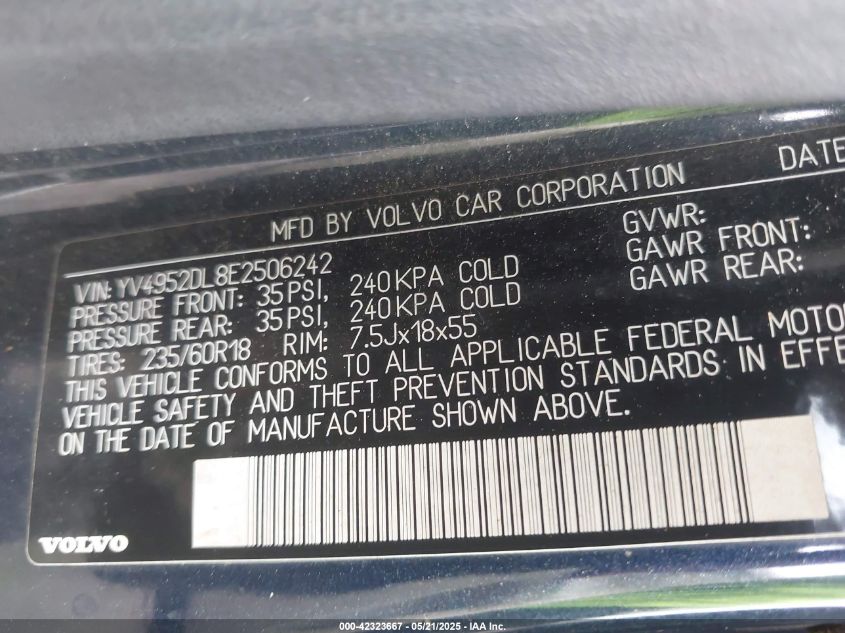 MFD BY VOLVO CAR CORPORATION DATE
VIN: YV4952DL8E2506242 GVWR:
PRESSURE FRONT: 35PSI, 240KPA COLD GAWR FRONT:
PRESSURE REAR: 35PSI, 240KPA COLD GAWR REAR:
TIRES: 235/60R18 RIM: 7.5Jx18x55
THIS VEHICLE CONFORMS TO ALL APPLICABLE FEDERAL MOTO
VEHICLE SAFETY AND THEFT PREVENTION STANDARDS IN EFFE
ON THE DATE OF MANUFACTURE SHOWN ABOVE.
VOLVO
000-42323667 - 05/21/2025 - IAA Inc.